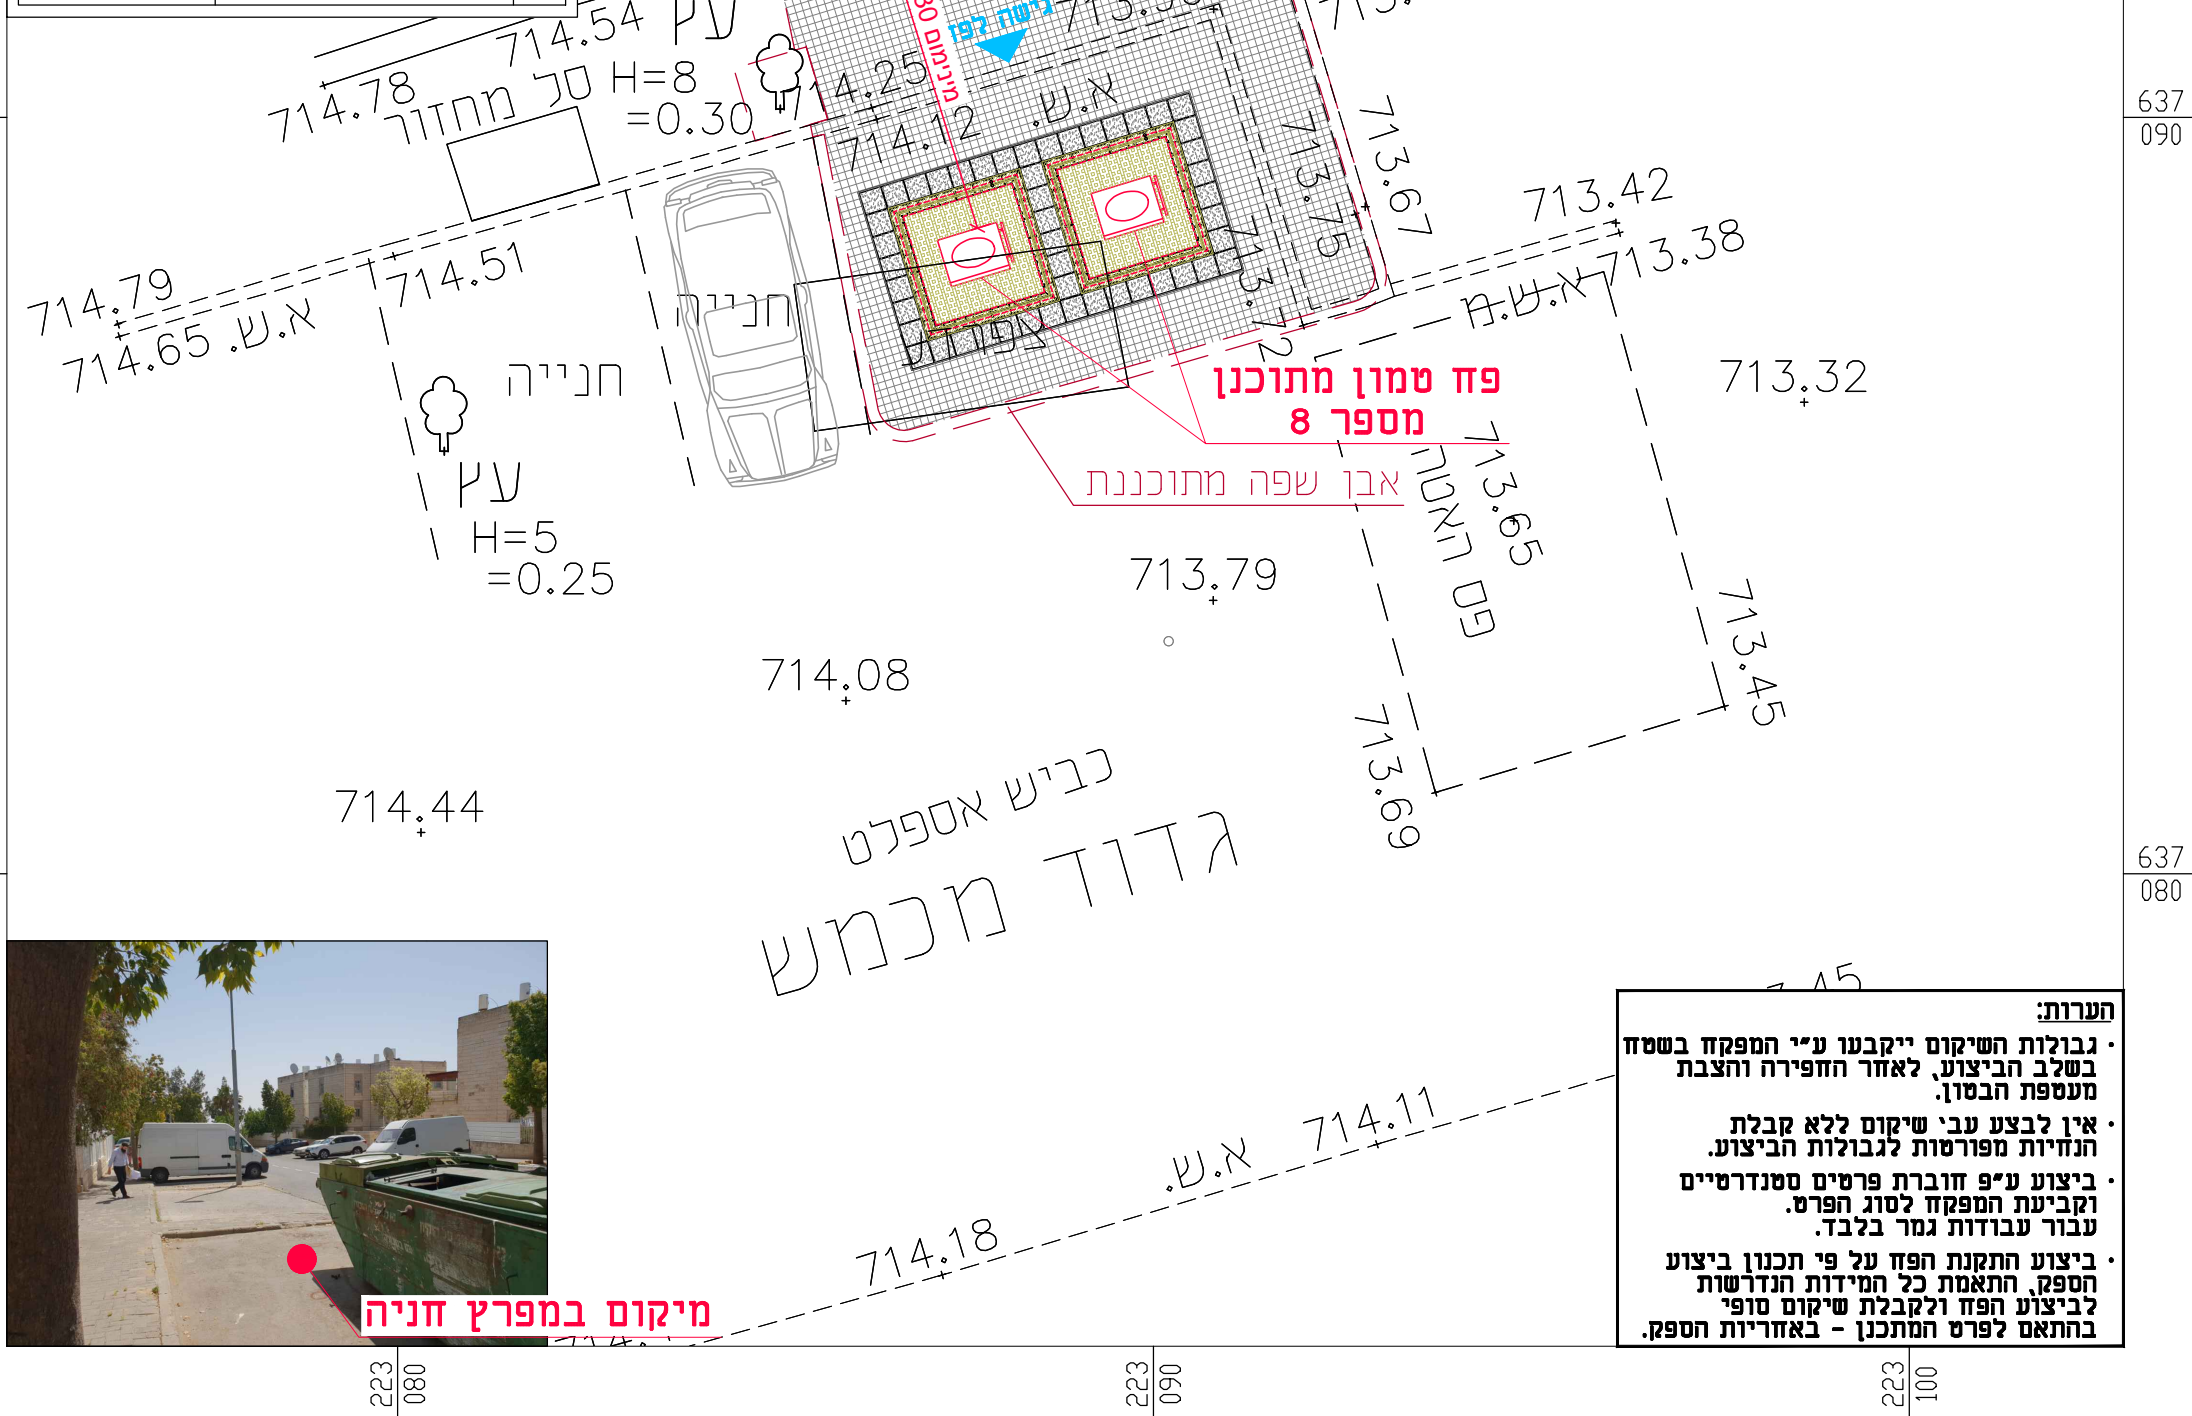 714.54
עץ
גישה לפח
מינימום
714.78
סל מחזור
H=8
=0.30
714.25
714.12
א.ש.
713.67
713.75
713.72
637
090
713.42
713.38
א.ש.מ
714.79
714.65
א.ש.
714.51
חנייה
חנייה
אפורת
713.32
פח טמון מתוכנן
מספר 8
אבן שפה מתוכננת
עץ
H=5
=0.25
פס האטה
713.65
713.79
714.08
713.45
713.69
714.44
כביש אספלט
גדוד מכמש
637
080
הערות:
· גבולות השיקום ייקבעו ע״י המפקח בשטח
בשלב הביצוע, לאחר החפירה והצבת
מעטפת הבטון.
· אין לבצע עב׳ שיקום ללא קבלת
הנחיות מפורטות לגבולות הביצוע.
· ביצוע ע״פ חוברת פרטים סטנדרטיים
וקביעת המפקח לסוג הפרט.
עבור עבודות גמר בלבד.
· ביצוע התקנת הפח על פי תכנון ביצוע
הספק, התאמת כל המידות הנדרשות
לביצוע הפח ולקבלת שיקום סופי
בהתאם לפרט המתכנן - באחריות הספק.
א.ש.
714.11
714.18
מיקום במפרץ חניה
223
080
223
090
223
100